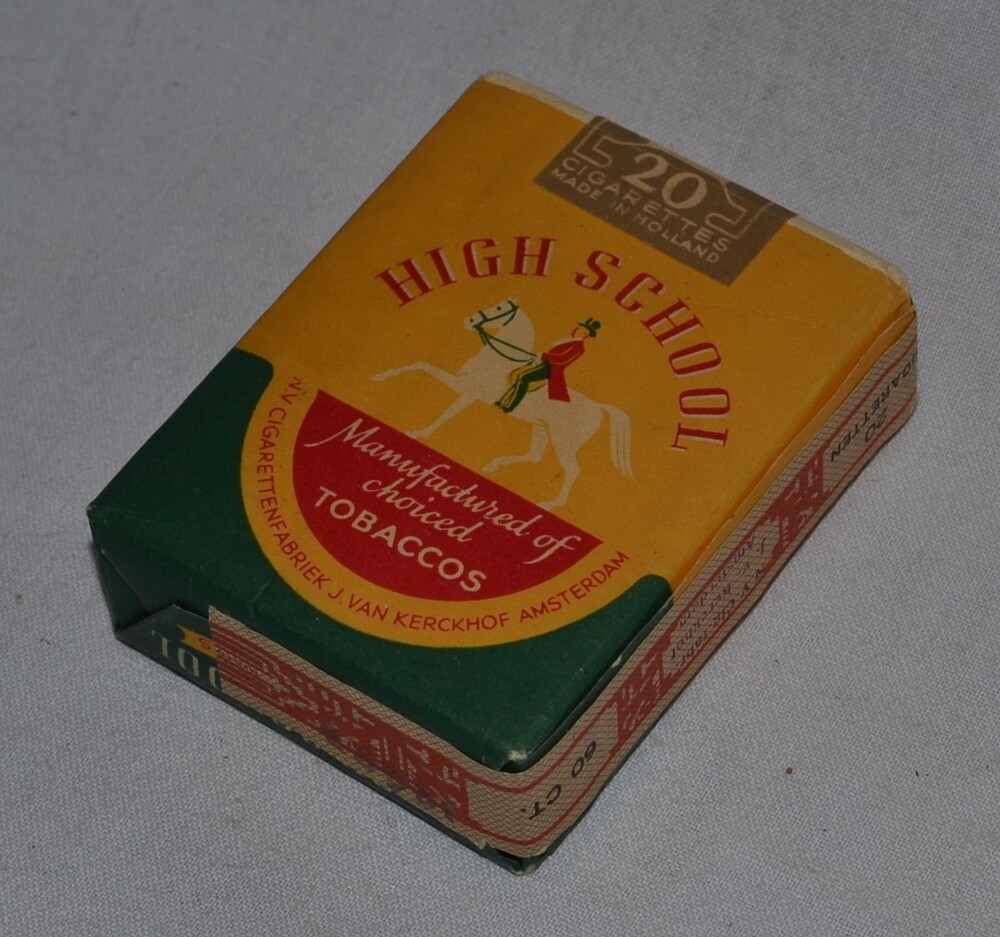 20
CIGARETTES
MADE IN HOLLAND
HIGH SCHOOL
Manufactured of
choiced
TOBACCOS
N.V. CIGARETTENFABRIEK J. VAN KERCKHOF AMSTERDAM
20
60 CT.